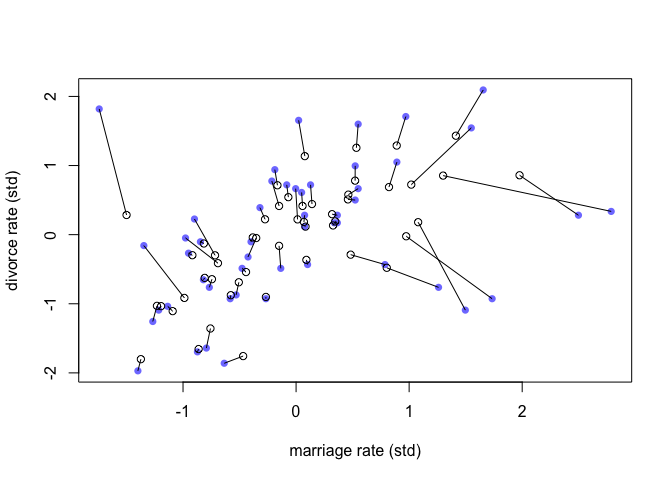 2
1
0
-1
-2
divorce rate (std)
-1 0 1 2
marriage rate (std)